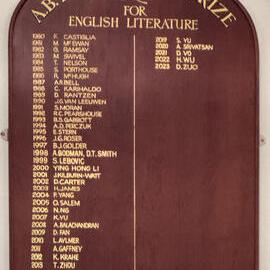 FOR
ENGLISH LITERATURE
1980 F. CASTIGLIA
1981 M. McEWAN
1982 G. RAMSAY
1983 M. SWIVEL
1984 T. NELSON
1985 S. PORTHOUSE
1986 R. McHUGH
1987 A.R. BELL
1988 C. KARIHALOO
1989 D. RANTZEN
1990 J.G. VAN LEEUWEN
1991 S. MORAN
1992 R.C. PEARSHOUSE
1993 B.S. GARBOTT
1994 A.D. PERCZUK
1995 E. STERN
1996 J.G. ROSER
1997 B.J. GOLDER
1998 A. BODMAN, D.T. SMITH
1999 S. LEBOVIC
2000 YING HONG LI
2001 J. KILBURN-WATT
2002 D. CARTER
2003 H. JAMES
2004 P. YANG
2005 O. SALEM
2006 N. NG
2007 K. YU
2008 A. BALACHANDRAN
2009 D. FAN
2010 L. AYLMER
2011 A. GAFFNEY
2012 K. KRAHE
2013 T. ZHOU
2019 S. YU
2020 A. SRIVATSAN
2021 D. VO
2022 H. WU
2023 D. ZUO